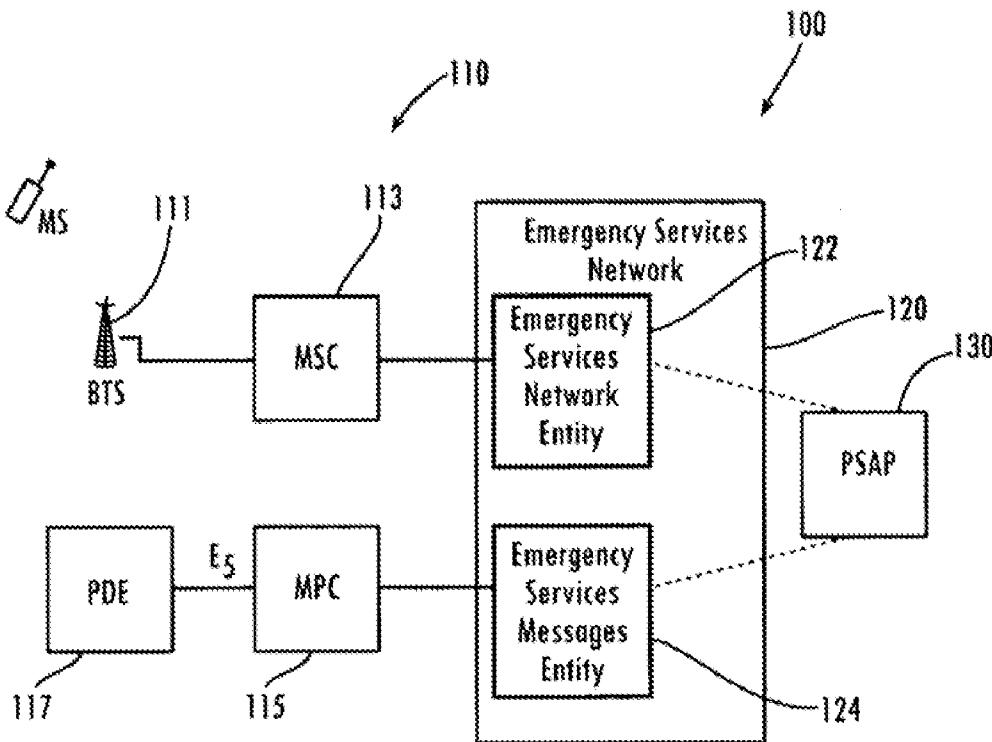 100
110
MS
111
113
Emergency Services
Network
122
120
130
BTS
MSC
Emergency
Services
Network
Entity
PSAP
PDE
E5
MPC
Emergency
Services
Messages
Entity
117
115
124